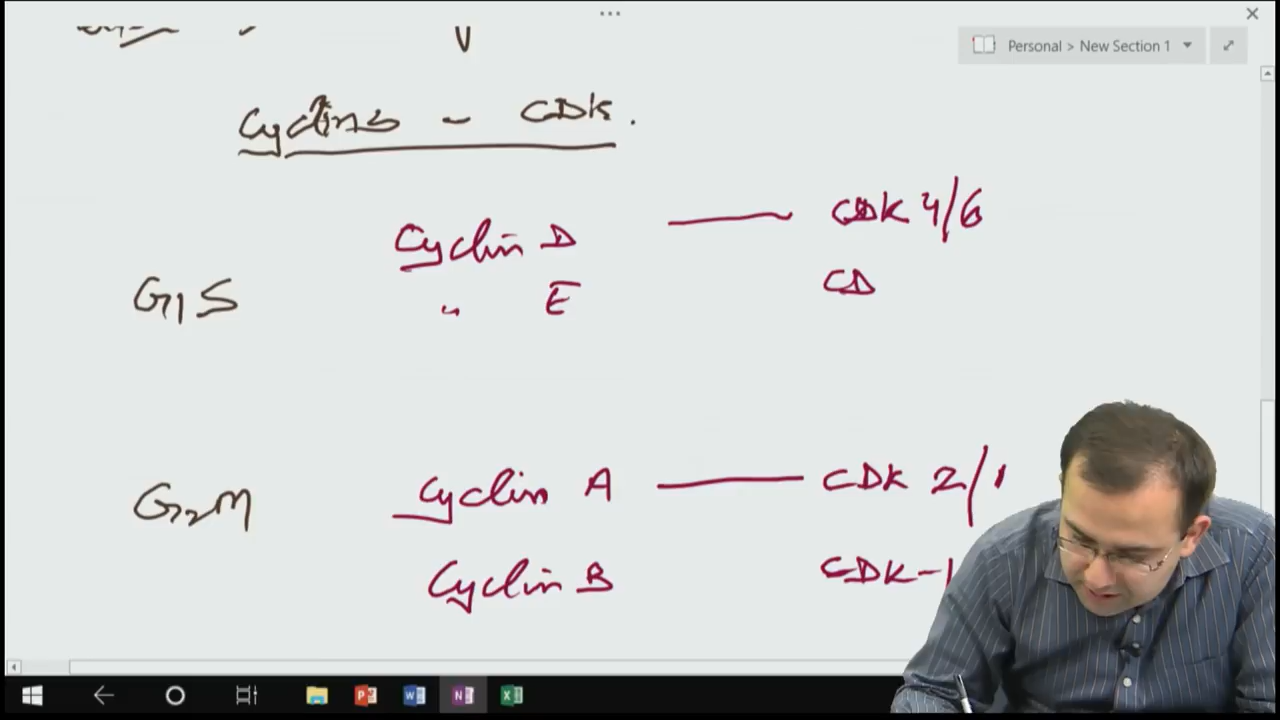 Personal > New Section 1
Cyclins - CDK.
Cyclin D — CDK 4/6
G1S
" E CD
G2M
Cyclin A — CDK 2/1
Cyclin B CDK-1